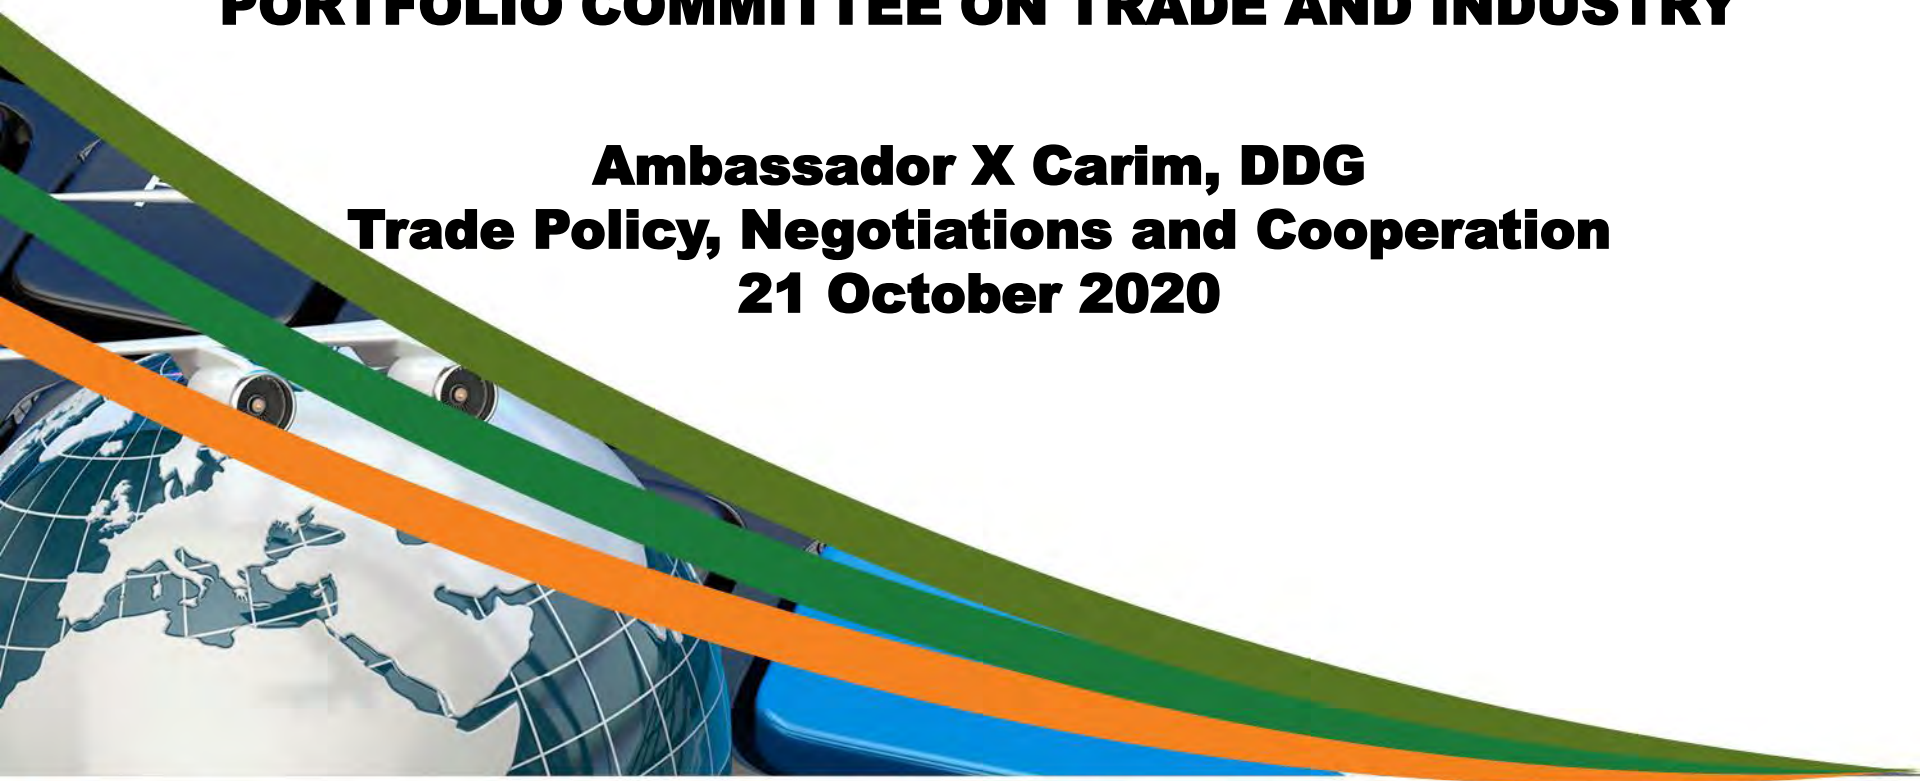 PORTFOLIO COMMITTEE ON TRADE AND INDUSTRY
Ambassador X Carim, DDG
Trade Policy, Negotiations and Cooperation
21 October 2020